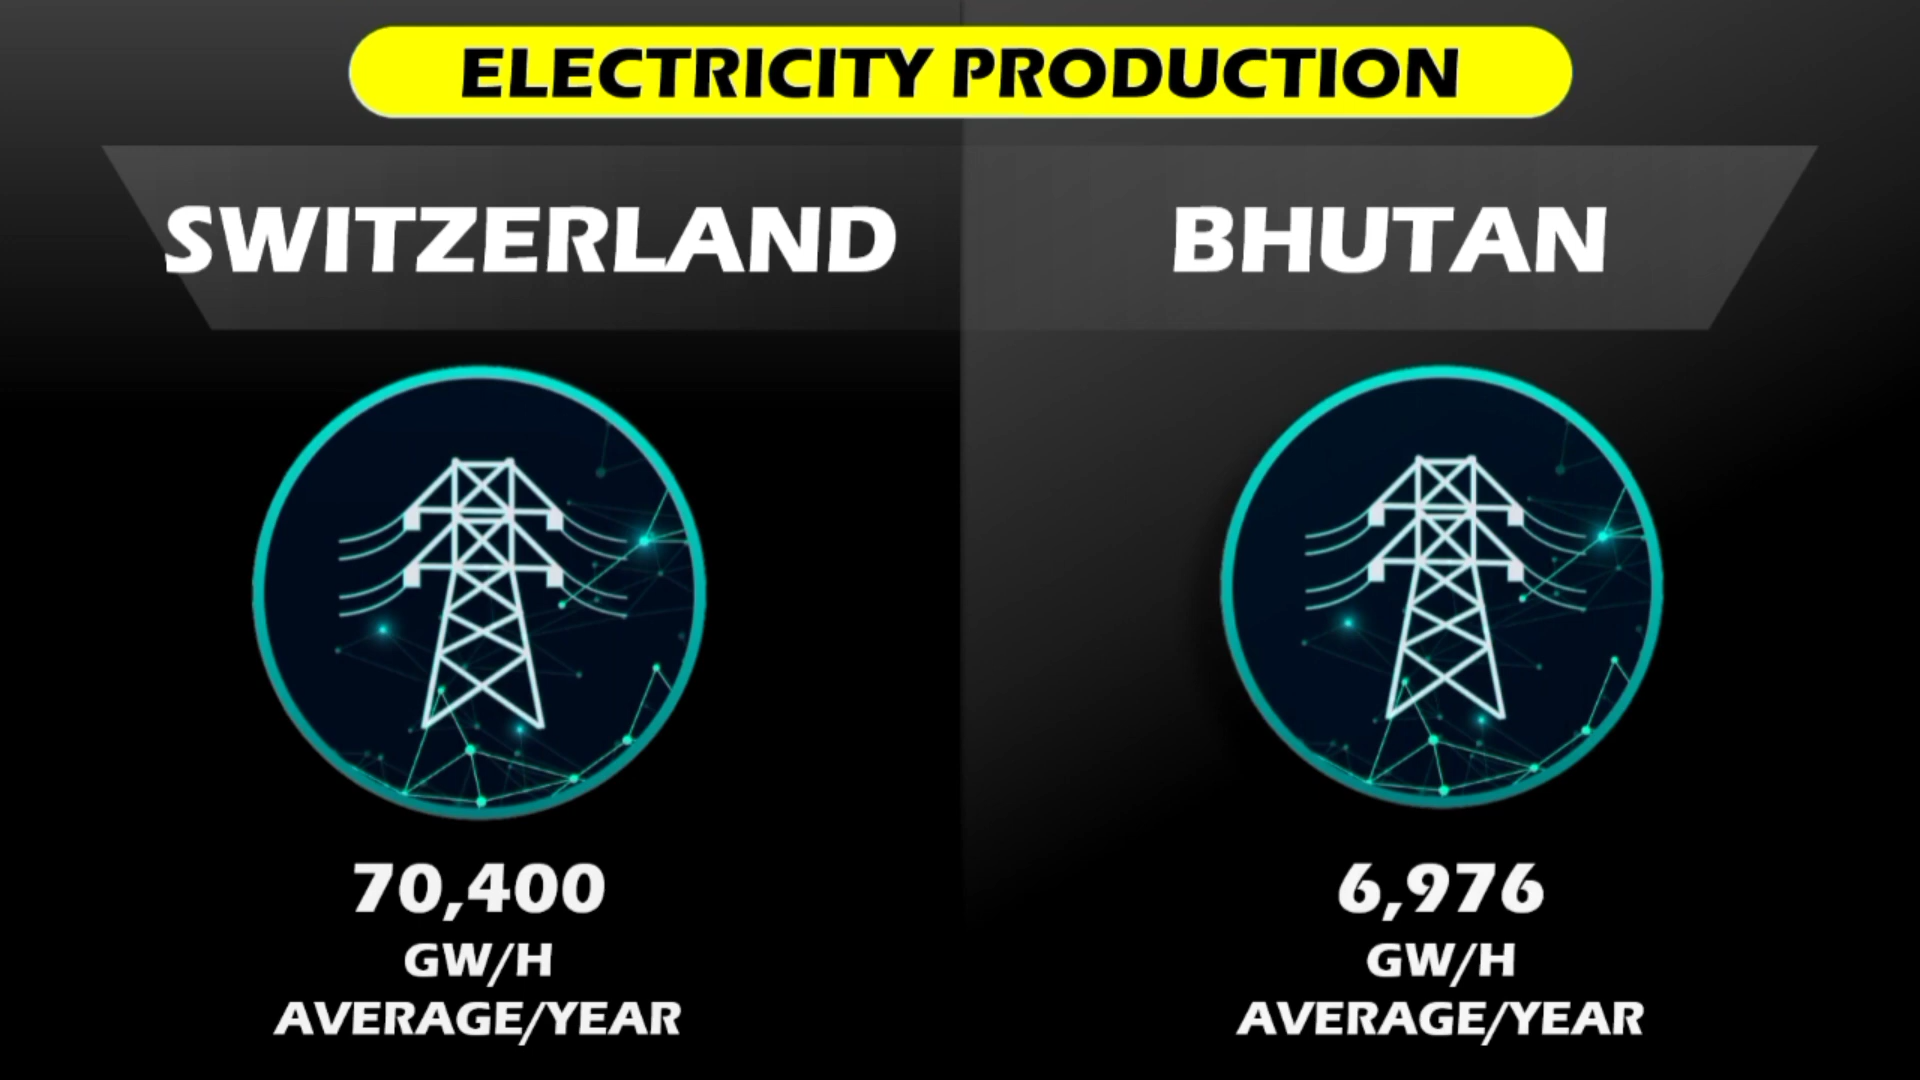 ELECTRICITY PRODUCTION
SWITZERLAND
BHUTAN
70,400
GW/H
AVERAGE/YEAR
6,976
GW/H
AVERAGE/YEAR